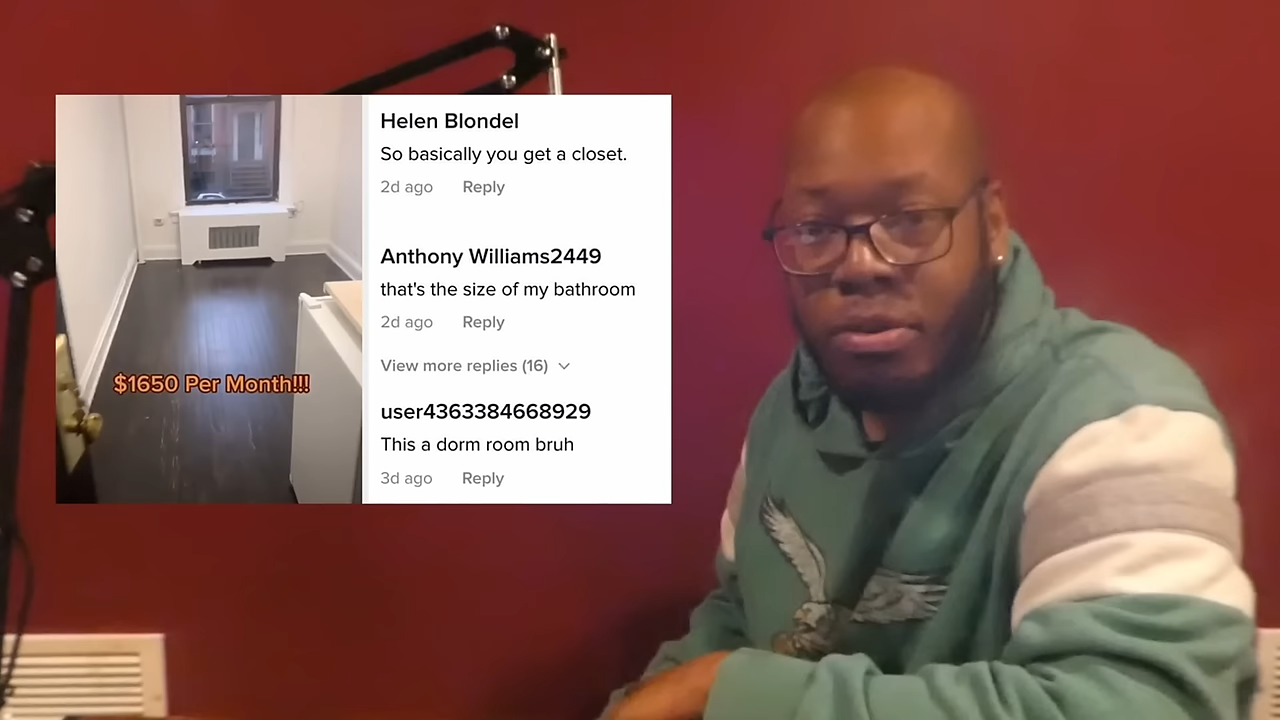 $1650 Per Month!!!
Helen Blondel
So basically you get a closet.
2d ago Reply
Anthony Williams2449
that's the size of my bathroom
2d ago Reply
View more replies (16)
user4363384668929
This a dorm room bruh
3d ago Reply